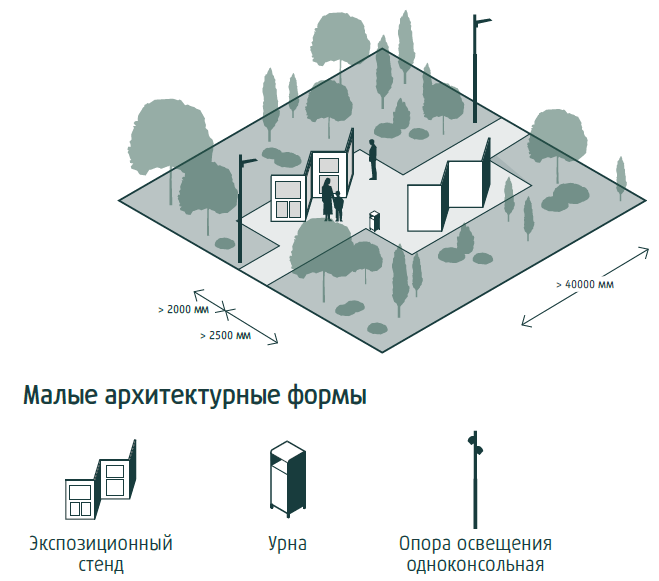 > 40000 мм
> 2000 мм
> 2500 мм
Малые архитектурные формы
Экспозиционный
стенд
Урна
Опора освещения
одноконсольная